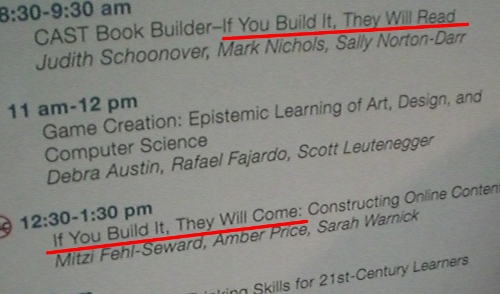 8:30-9:30 am
CAST Book Builder–If You Build It, They Will Read
Judith Schoonover, Mark Nichols, Sally Norton-Darr
11 am-12 pm
Game Creation: Epistemic Learning of Art, Design, and
Computer Science
Debra Austin, Rafael Fajardo, Scott Leutenegger
12:30-1:30 pm
If You Build It, They Will Come: Constructing Online Conten
Mitzi Fehl-Seward, Amber Price, Sarah Warnick
Skills for 21st-Century Learners